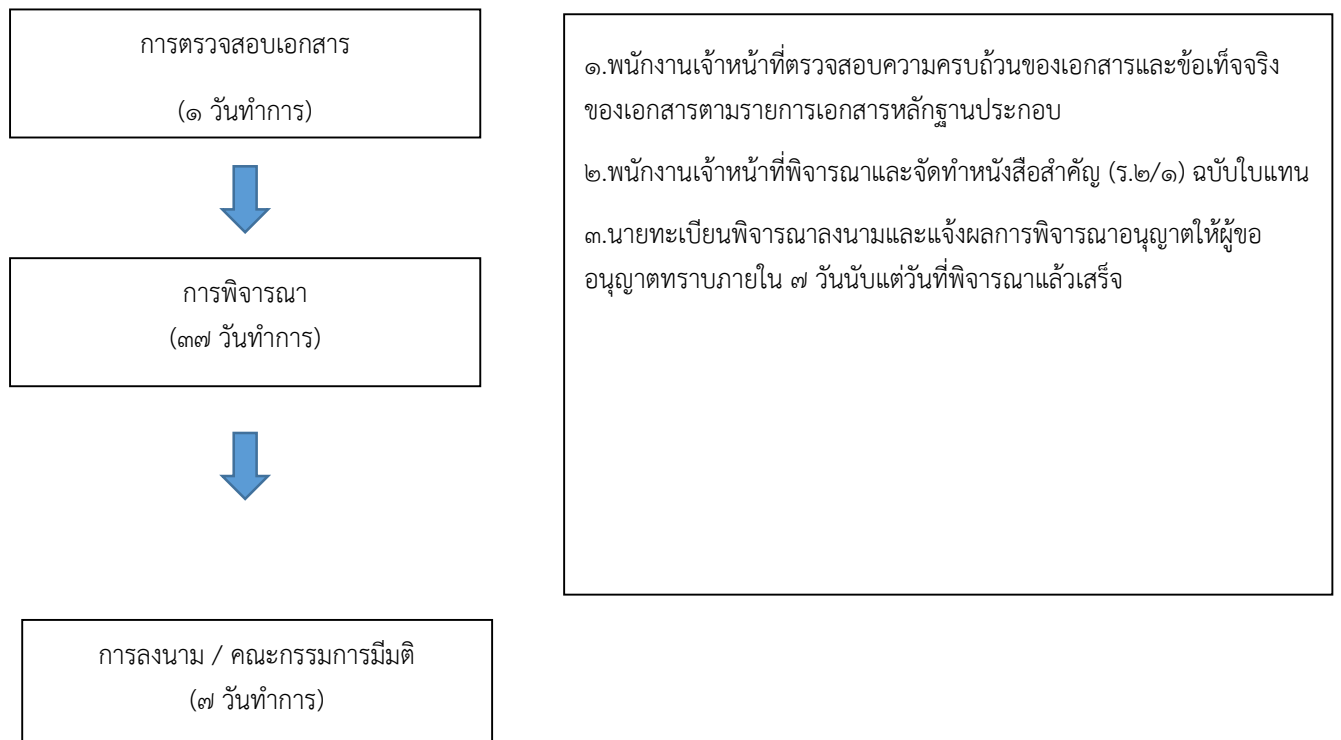 การตรวจสอบเอกสาร
(๑ วันทำการ)
การพิจารณา
(๓๗ วันทำการ)
การลงนาม / คณะกรรมการมีมติ
(๗ วันทำการ)
๑.พนักงานเจ้าหน้าที่ตรวจสอบความครบถ้วนของเอกสารและข้อเท็จจริง
ของเอกสารตามรายการเอกสารหลักฐานประกอบ
๒.พนักงานเจ้าหน้าที่พิจารณาและจัดทำหนังสือสำคัญ (ร.๒/๑) ฉบับใบแทน
๓.นายทะเบียนพิจารณาลงนามและแจ้งผลการพิจารณาอนุญาตให้ผู้ขอ
อนุญาตทราบภายใน ๗ วันนับแต่วันที่พิจารณาแล้วเสร็จ